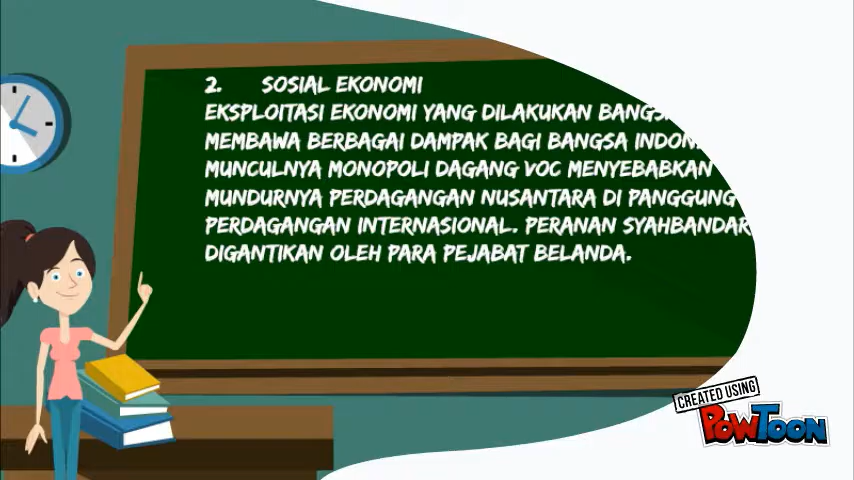 2. SOSIAL EKONOMI
EKSPLOITASI EKONOMI YANG DILAKUKAN
MEMBAWA BERBAGAI DAMPAK BAGI BANGSA
MUNCULNYA MONOPOLI DAGANG VOC MENYEBABKAN
MUNDURNYA PERDAGANGAN NUSANTARA DI PANGGUNG
PERDAGANGAN INTERNASIONAL. PERANAN SYAHBANDAR
DIGANTIKAN OLEH PARA PEJABAT BELANDA.
CREATED USING
POWTOON